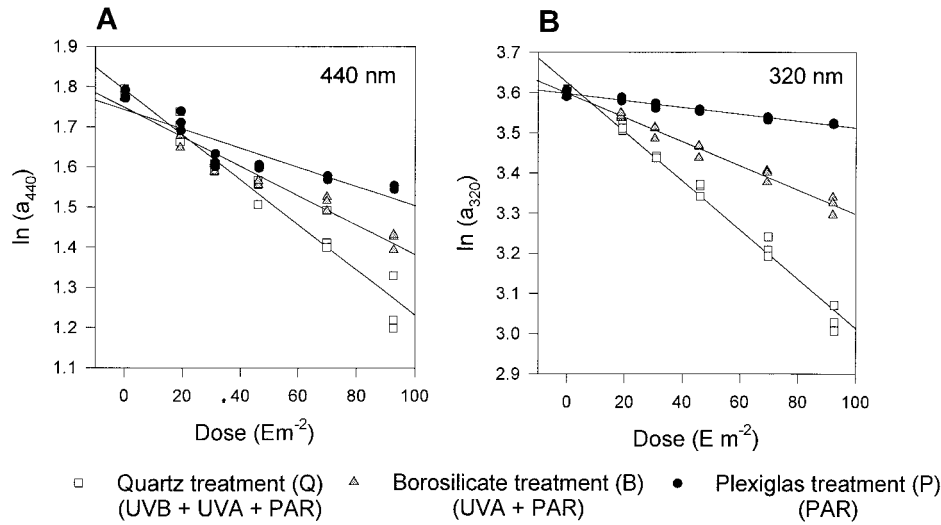 A
440 nm
1.9
1.8
1.7
1.6
1.5
1.4
1.3
1.2
1.1
ln (a440)
0 20 40 60 80 100
Dose (Em-2)
B
320 nm
3.7
3.6
3.5
3.4
3.3
3.2
3.1
3.0
2.9
ln (a320)
0 20 40 60 80 100
Dose (E m-2)
Quartz treatment (Q)
(UVB + UVA + PAR)
Borosilicate treatment (B)
(UVA + PAR)
Plexiglas treatment (P)
(PAR)